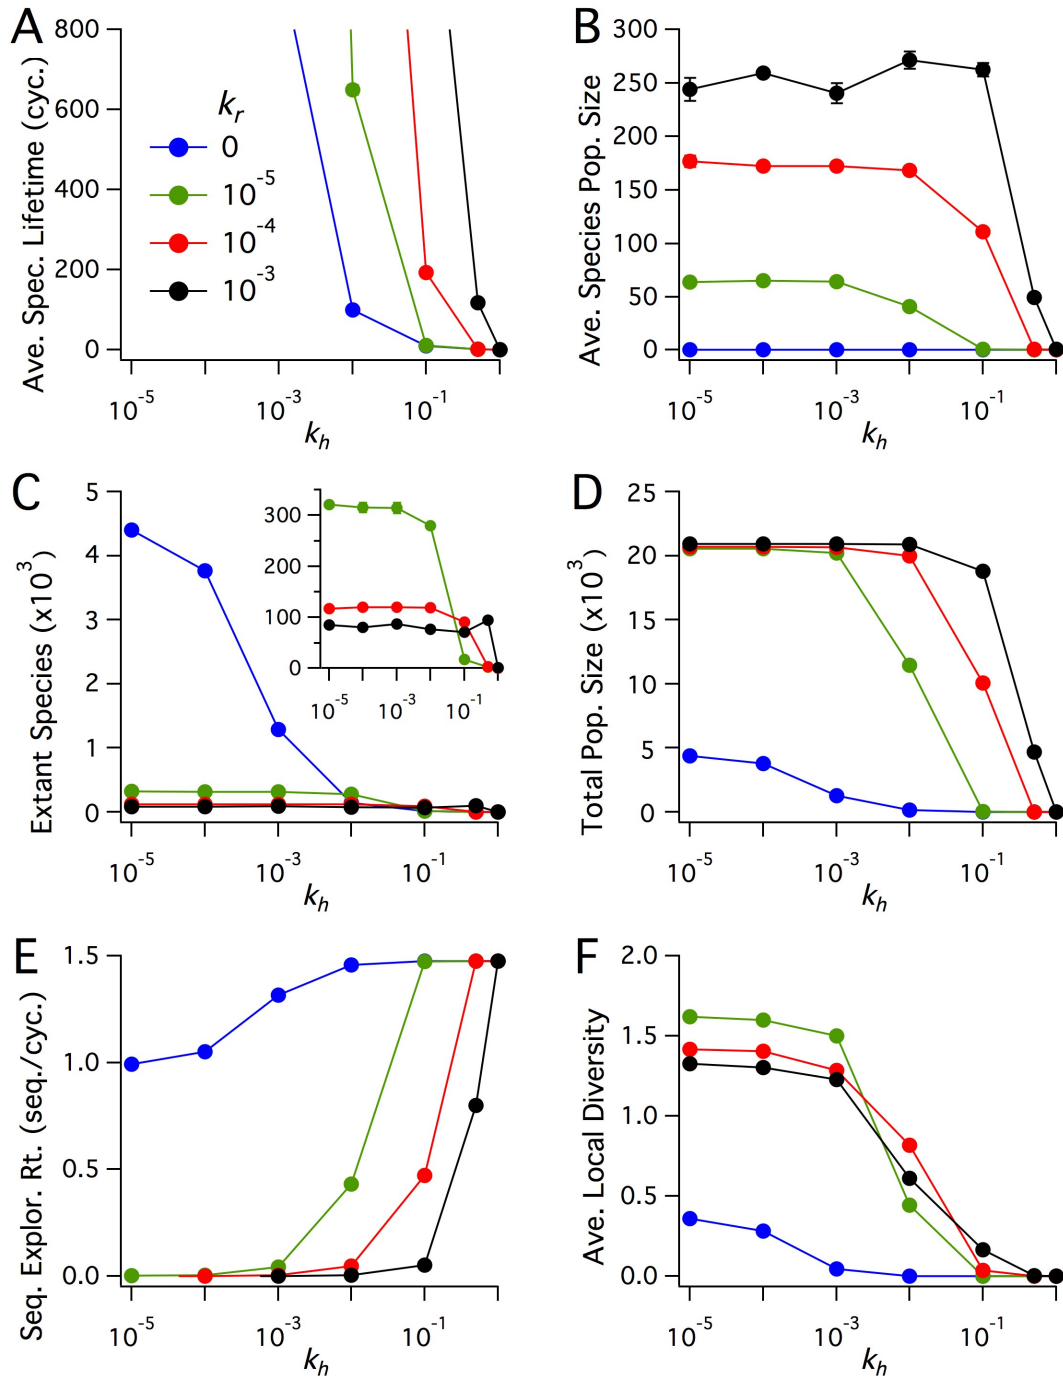 A
Ave. Spec. Lifetime (cyc.)
800
600
400
200
0
k_r
0
10^-5
10^-4
10^-3
10^-5 10^-3 10^-1
k_h
B
Ave. Species Pop. Size
300
250
200
150
100
50
0
10^-5 10^-3 10^-1
k_h
C
Extant Species (x10^3)
5
4
3
2
1
0
300
200
100
0
10^-5 10^-3 10^-1
10^-5 10^-3 10^-1
k_h
D
Total Pop. Size (x10^3)
25
20
15
10
5
0
10^-5 10^-3 10^-1
k_h
E
Seq. Explor. Rt. (seq./cyc.)
1.5
1.0
0.5
0.0
10^-5 10^-3 10^-1
k_h
F
Ave. Local Diversity
2.0
1.5
1.0
0.5
0.0
10^-5 10^-3 10^-1
k_h